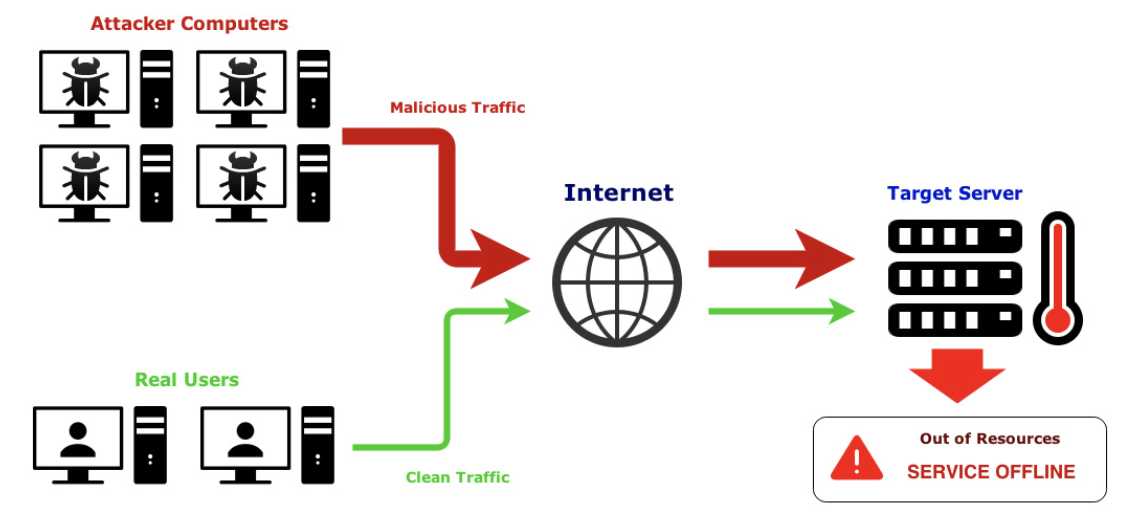 Attacker Computers
Malicious Traffic
Internet
Target Server
Real Users
Clean Traffic
Out of Resources
SERVICE OFFLINE